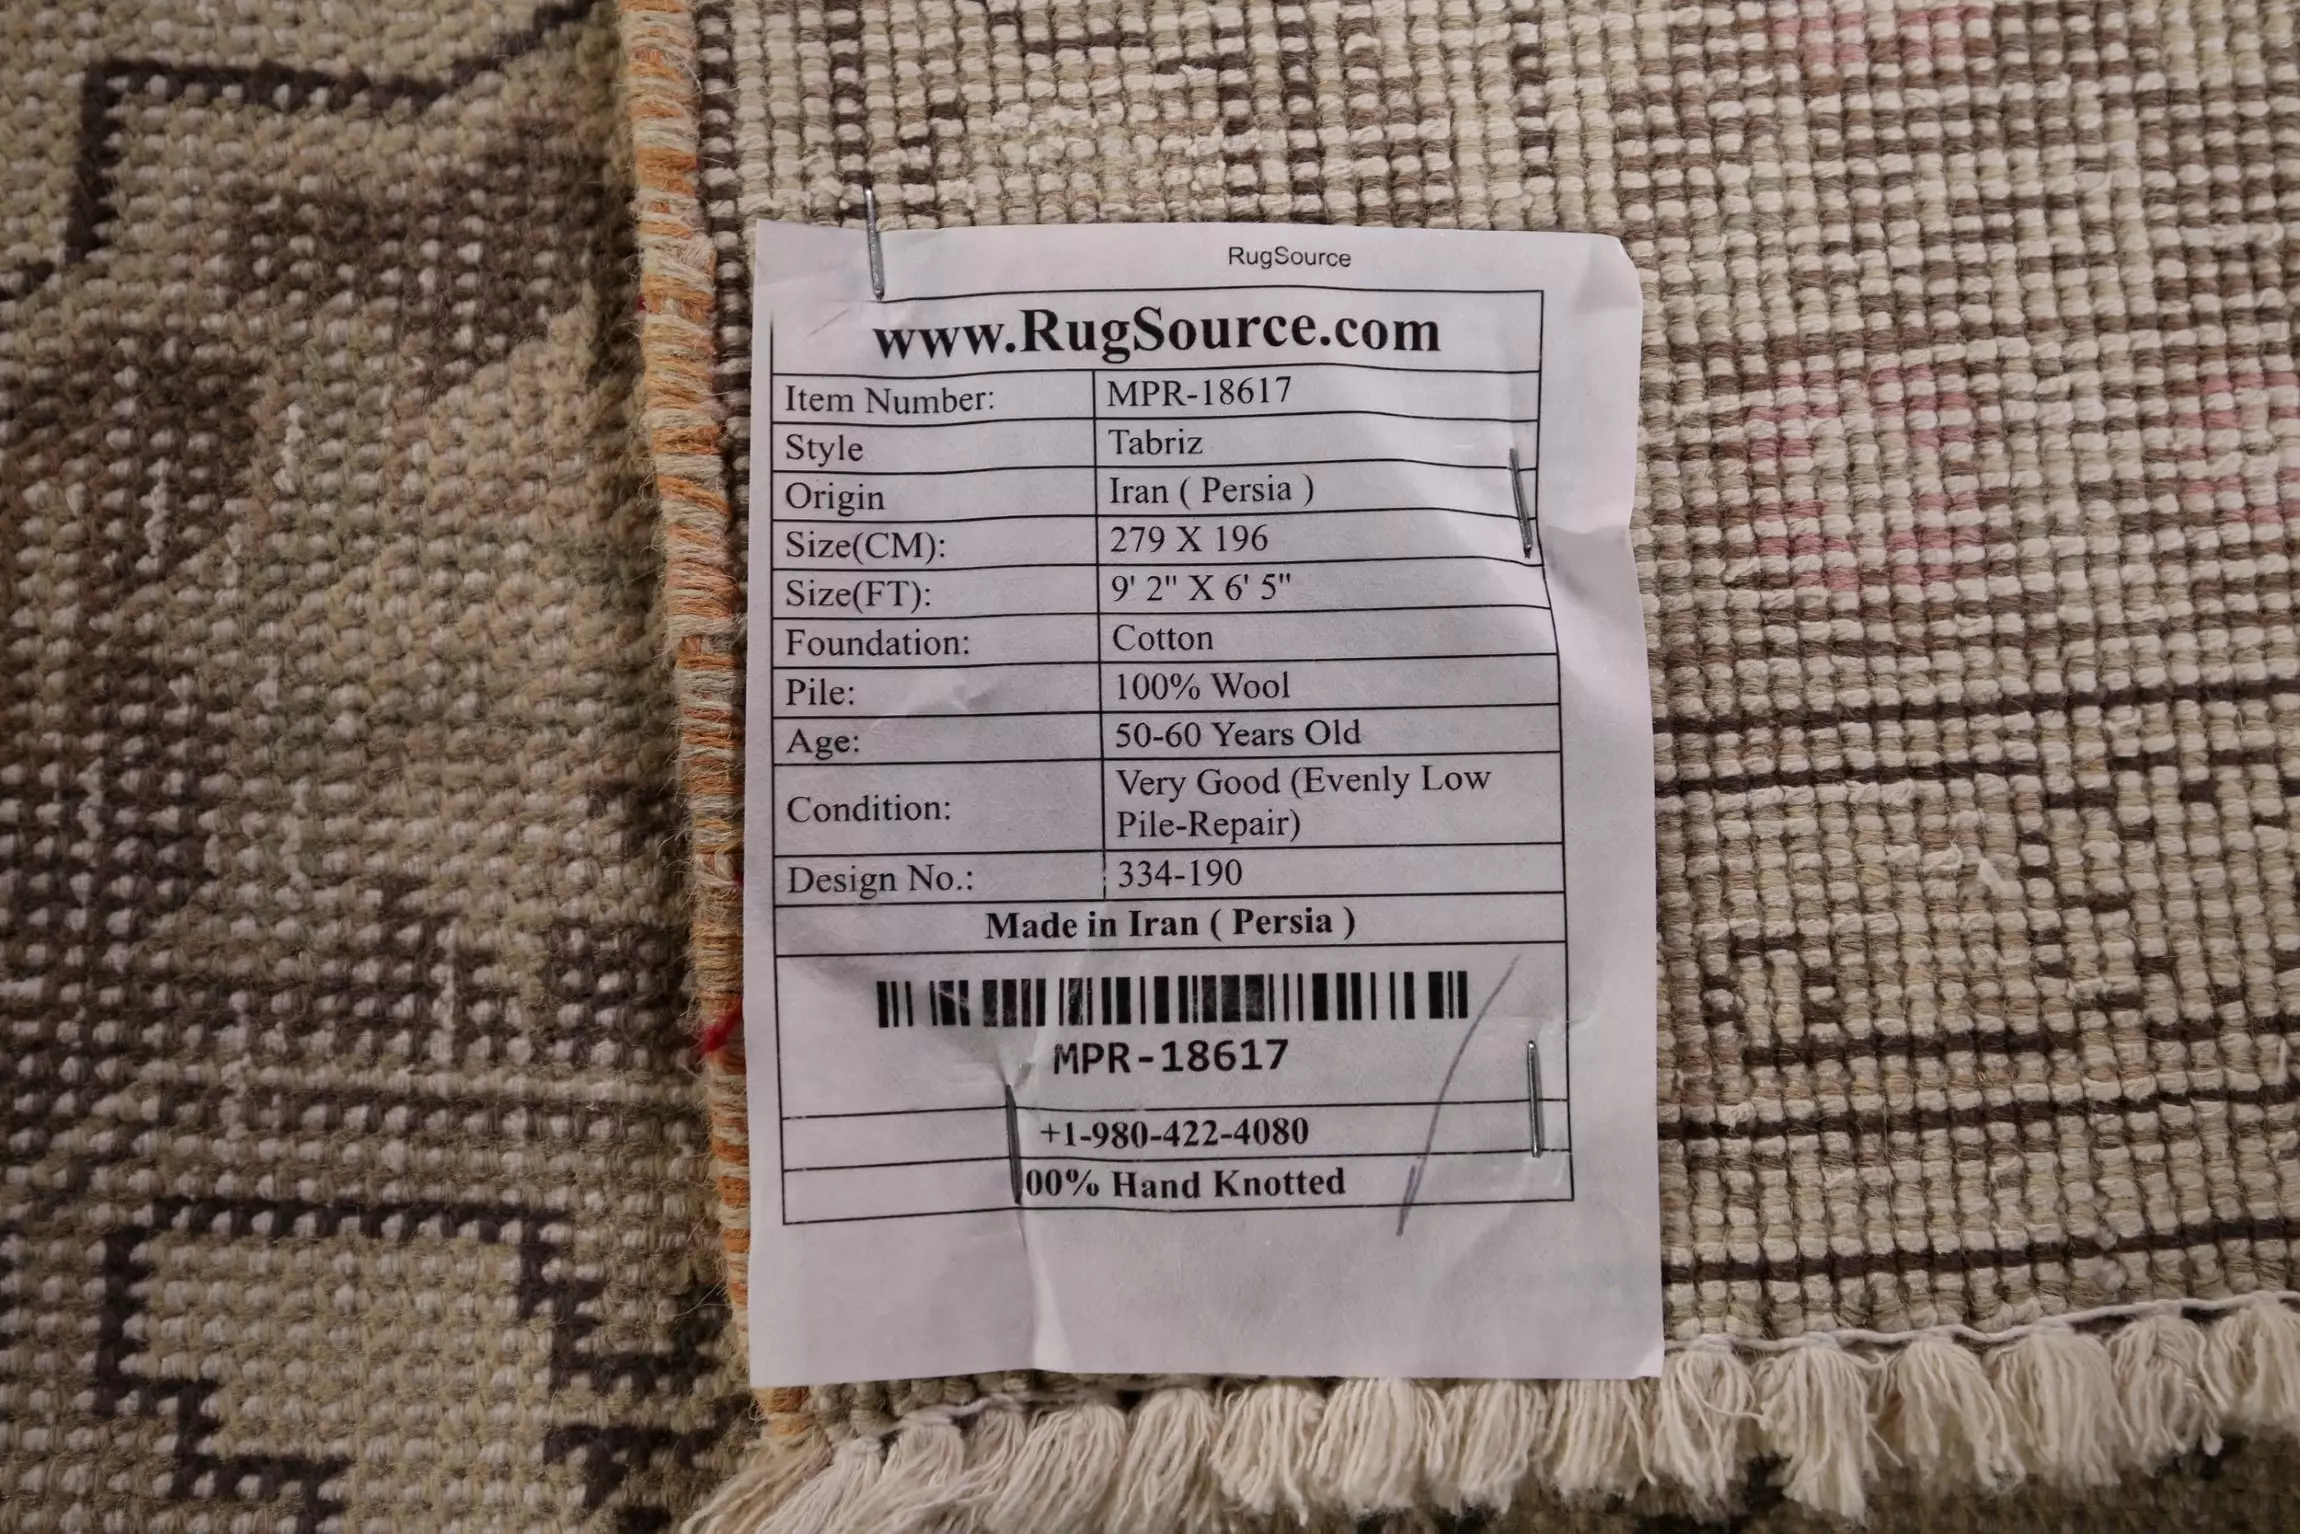 RugSource
www.RugSource.com
Item Number: MPR-18617
Style Tabriz
Origin Iran ( Persia )
Size(CM): 279 X 196
Size(FT): 9' 2" X 6' 5"
Foundation: Cotton
Pile: 100% Wool
Age: 50-60 Years Old
Condition: Very Good (Evenly Low
Pile-Repair)
Design No.: 334-190
Made in Iran ( Persia )
MPR-18617
+1-980-422-4080
00% Hand Knotted